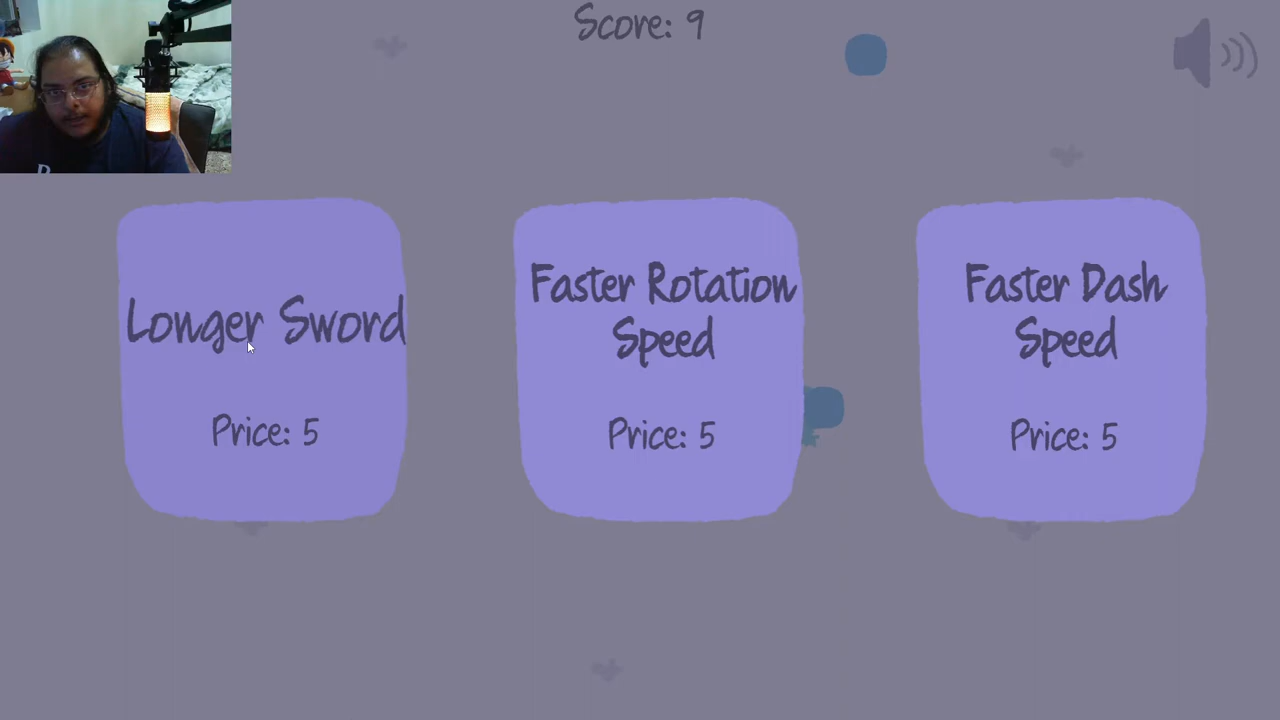 Score: 9
Longer Sword
Price: 5
Faster Rotation
Speed
Price: 5
Faster Dash
Speed
Price: 5